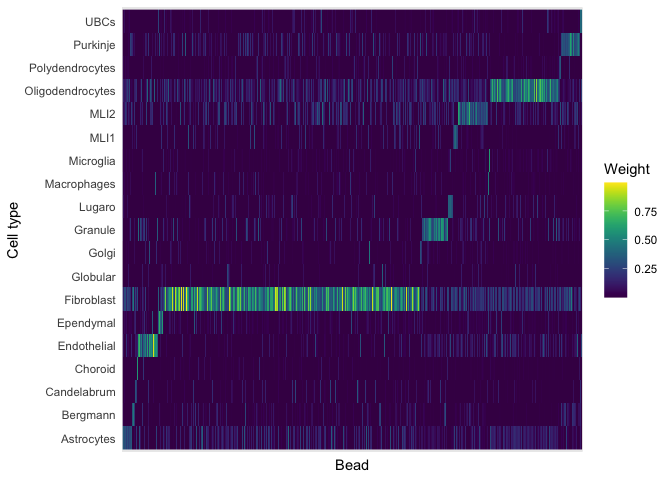 UBCs
Purkinje
Polydendrocytes
Oligodendrocytes
MLI2
MLI1
Microglia
Macrophages
Lugaro
Granule
Golgi
Globular
Fibroblast
Ependymal
Endothelial
Choroid
Candelabrum
Bergmann
Astrocytes
Cell type
Bead
Weight
0.75
0.50
0.25